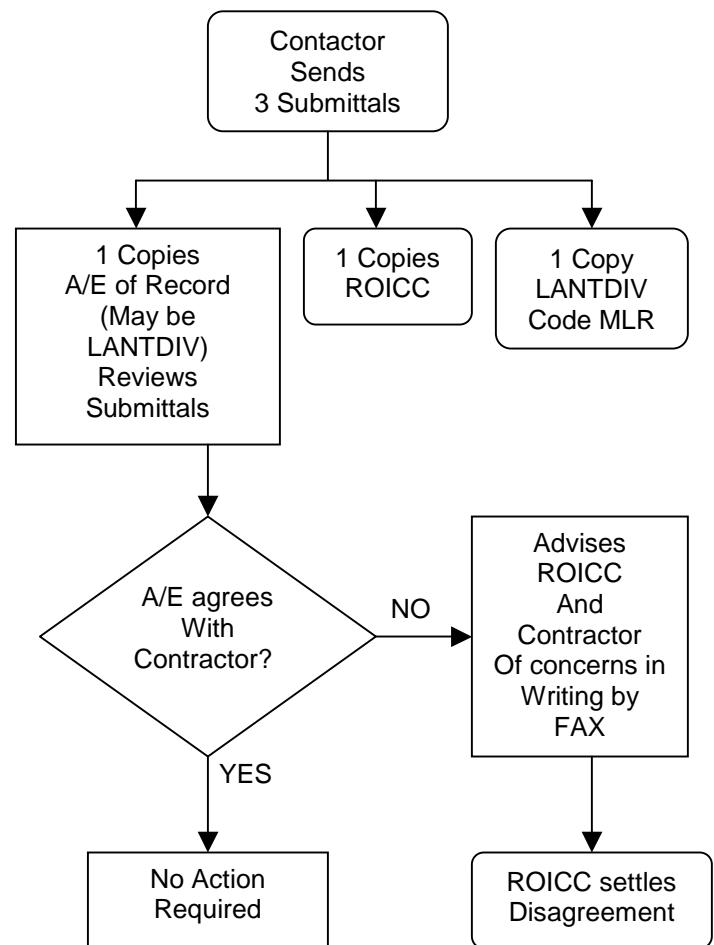 Contactor
Sends
3 Submittals
1 Copies
A/E of Record
(May be
LANTDIV)
Reviews
Submittals
1 Copies
ROICC
1 Copy
LANTDIV
Code MLR
A/E agrees
With
Contractor?
NO
Advises
ROICC
And
Contractor
Of concerns in
Writing by
FAX
YES
No Action
Required
ROICC settles
Disagreement